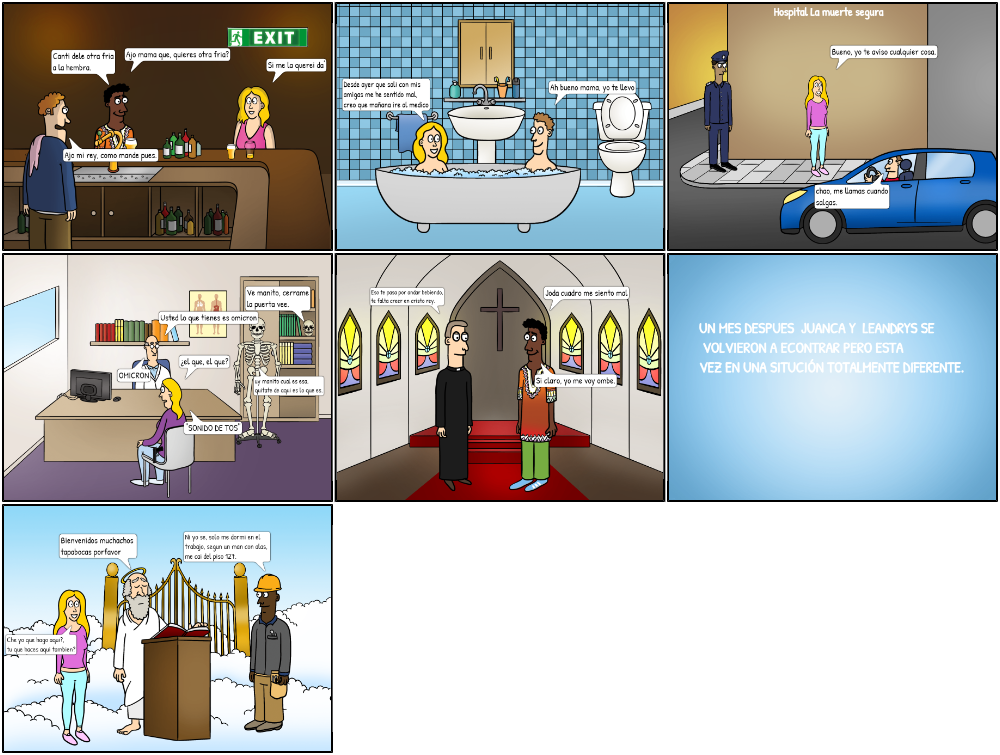 Canti dele otra fria
a la hembra.
Ajo mama que, quieres otra fria?
EXIT
Si me la querei da'
Ajo mi rey, como mande pues.
Desde ayer que sali con mis
amigas me he sentido mal,
creo que mañana ire al medico
Ah bueno mama, yo te llevo
Hospital La muerte segura
Bueno, yo te aviso cualquier cosa.
chao, me llamas cuando
salgas.
Ve manito, cerrame
la puerta vee.
Usted lo que tienes es omicron
¿el que, el que?
OMICRON
uy manito cual es esa,
quitate de aqui es lo que es
"SONIDO DE TOS"
Eso te pasa por andar bebiendo,
te falta creer en cristo rey.
Joda cuadro me siento mal
Si claro, yo me voy ombe.
UN MES DESPUES JUANCA Y LEANDRYS SE
VOLVIERON A ECONTRAR PERO ESTA
VEZ EN UNA SITUCIÓN TOTALMENTE DIFERENTE.
Bienvenidos muchachos
tapabocas porfavor
Ni yo se, solo me dormi en el
trabajo, segun un man con alas,
me cai del piso 127.
Che yo que hago aqui?,
tu que haces aqui tambien?